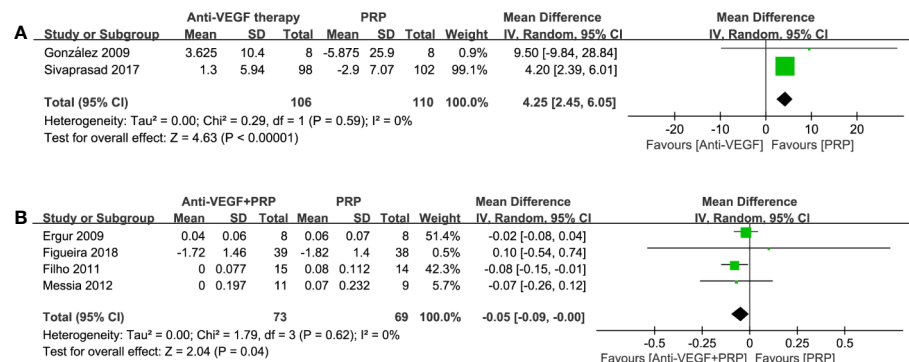 A
Anti-VEGF therapy PRP Mean Difference Mean Difference
Study or Subgroup Mean SD Total Mean SD Total Weight IV. Random. 95% CI IV. Random. 95% CI
González 2009 3.625 10.4 8 -5.875 25.9 8 0.9% 9.50 [-9.84, 28.84]
Sivaprasad 2017 1.3 5.94 98 -2.9 7.07 102 99.1% 4.20 [2.39, 6.01]
Total (95% CI) 106 110 100.0% 4.25 [2.45, 6.05]
Heterogeneity: Tau² = 0.00; Chi² = 0.29, df = 1 (P = 0.59); I² = 0%
Test for overall effect: Z = 4.63 (P < 0.00001)
-20 -10 0 10 20
Favours [Anti-VEGF] Favours [PRP]
B
Anti-VEGF+PRP PRP Mean Difference Mean Difference
Study or Subgroup Mean SD Total Mean SD Total Weight IV. Random. 95% CI IV. Random. 95% CI
Ergur 2009 0.04 0.06 8 0.06 0.07 8 51.4% -0.02 [-0.08, 0.04]
Figueira 2018 -1.72 1.46 39 -1.82 1.4 38 0.5% 0.10 [-0.54, 0.74]
Filho 2011 0 0.077 15 0.08 0.112 14 42.3% -0.08 [-0.15, -0.01]
Messia 2012 0 0.197 11 0.07 0.232 9 5.7% -0.07 [-0.26, 0.12]
Total (95% CI) 73 69 100.0% -0.05 [-0.09, -0.00]
Heterogeneity: Tau² = 0.00; Chi² = 1.79, df = 3 (P = 0.62); I² = 0%
Test for overall effect: Z = 2.04 (P = 0.04)
-0.5 -0.25 0 0.25 0.5
Favours [Anti-VEGF+PRP] Favours [PRP]